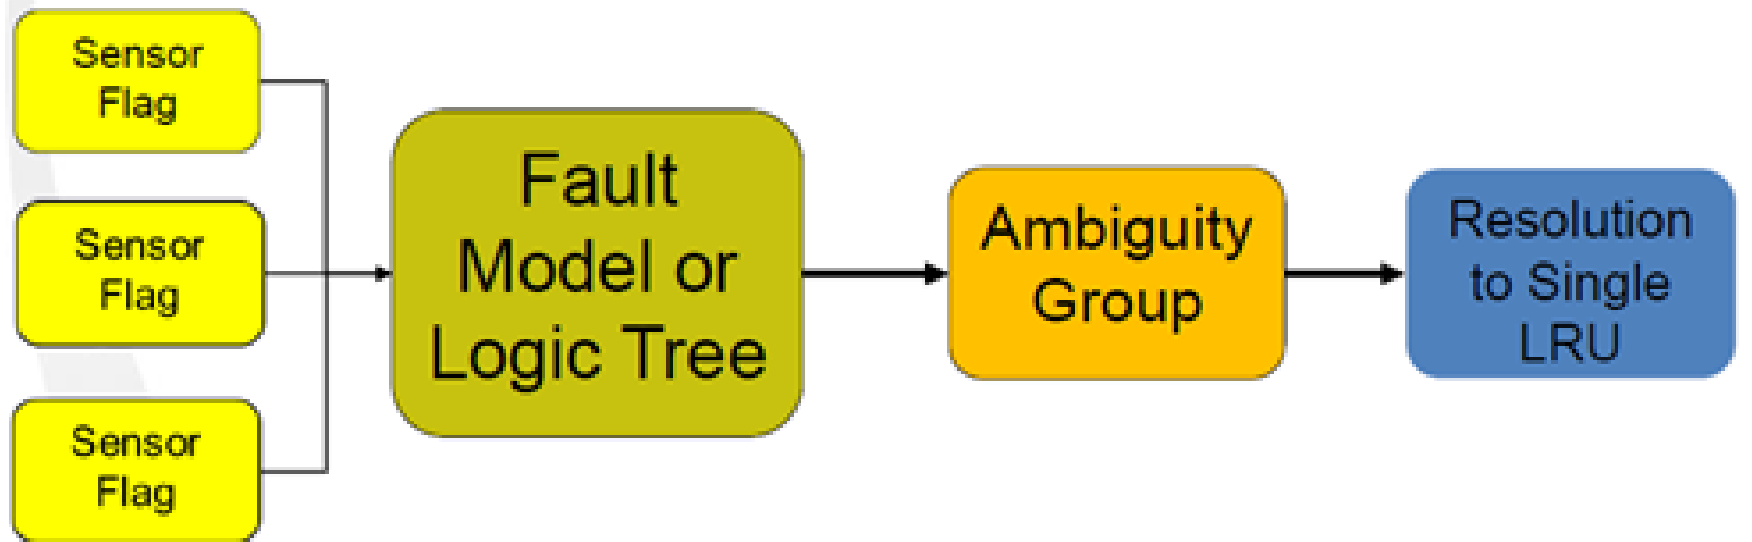 Sensor
Flag
Sensor
Flag
Sensor
Flag
Fault
Model or
Logic Tree
Ambiguity
Group
Resolution
to Single
LRU